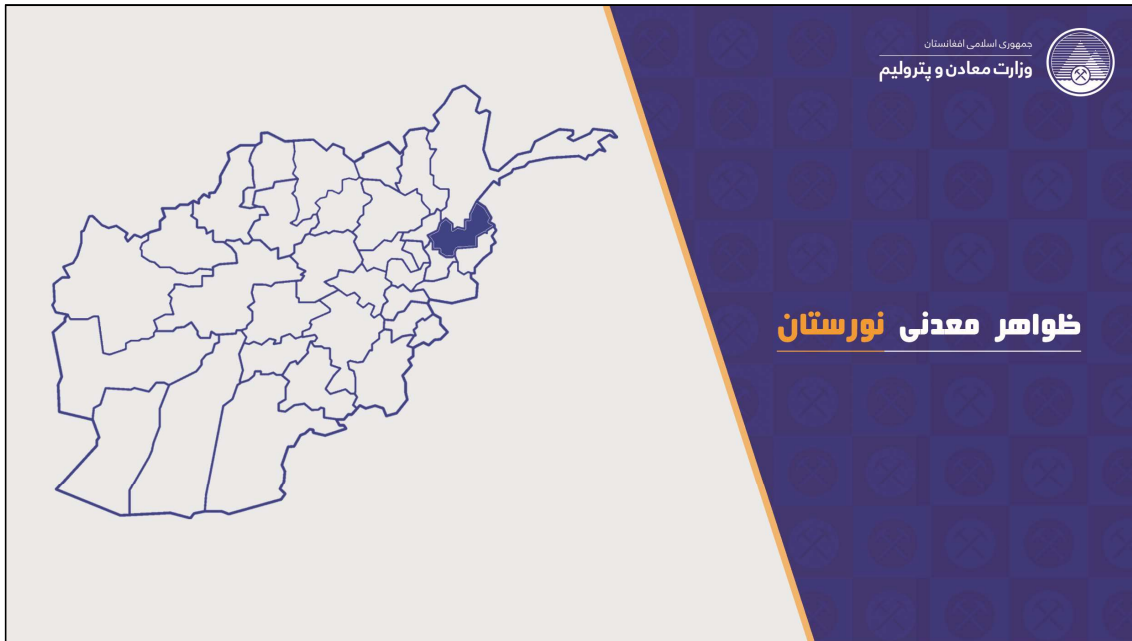 جمهوری اسلامی افغانستان
وزارت معادن و پترولیم
ظواهر معدنی نورستان